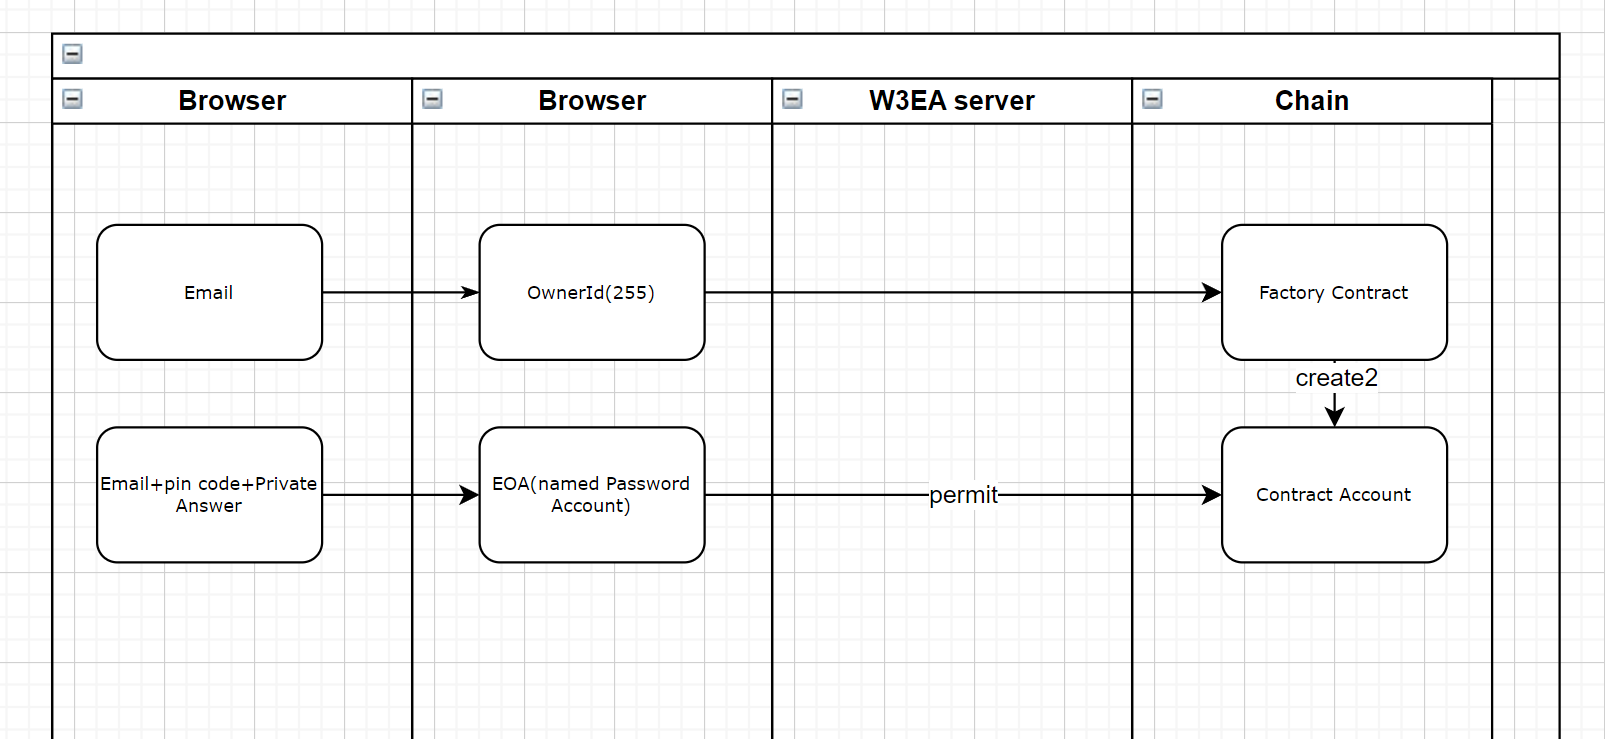 Browser
Browser
W3EA server
Chain
Email
OwnerId(255)
Factory Contract
create2
Email+pin code+Private
Answer
EOA(named Password
Account)
permit
Contract Account